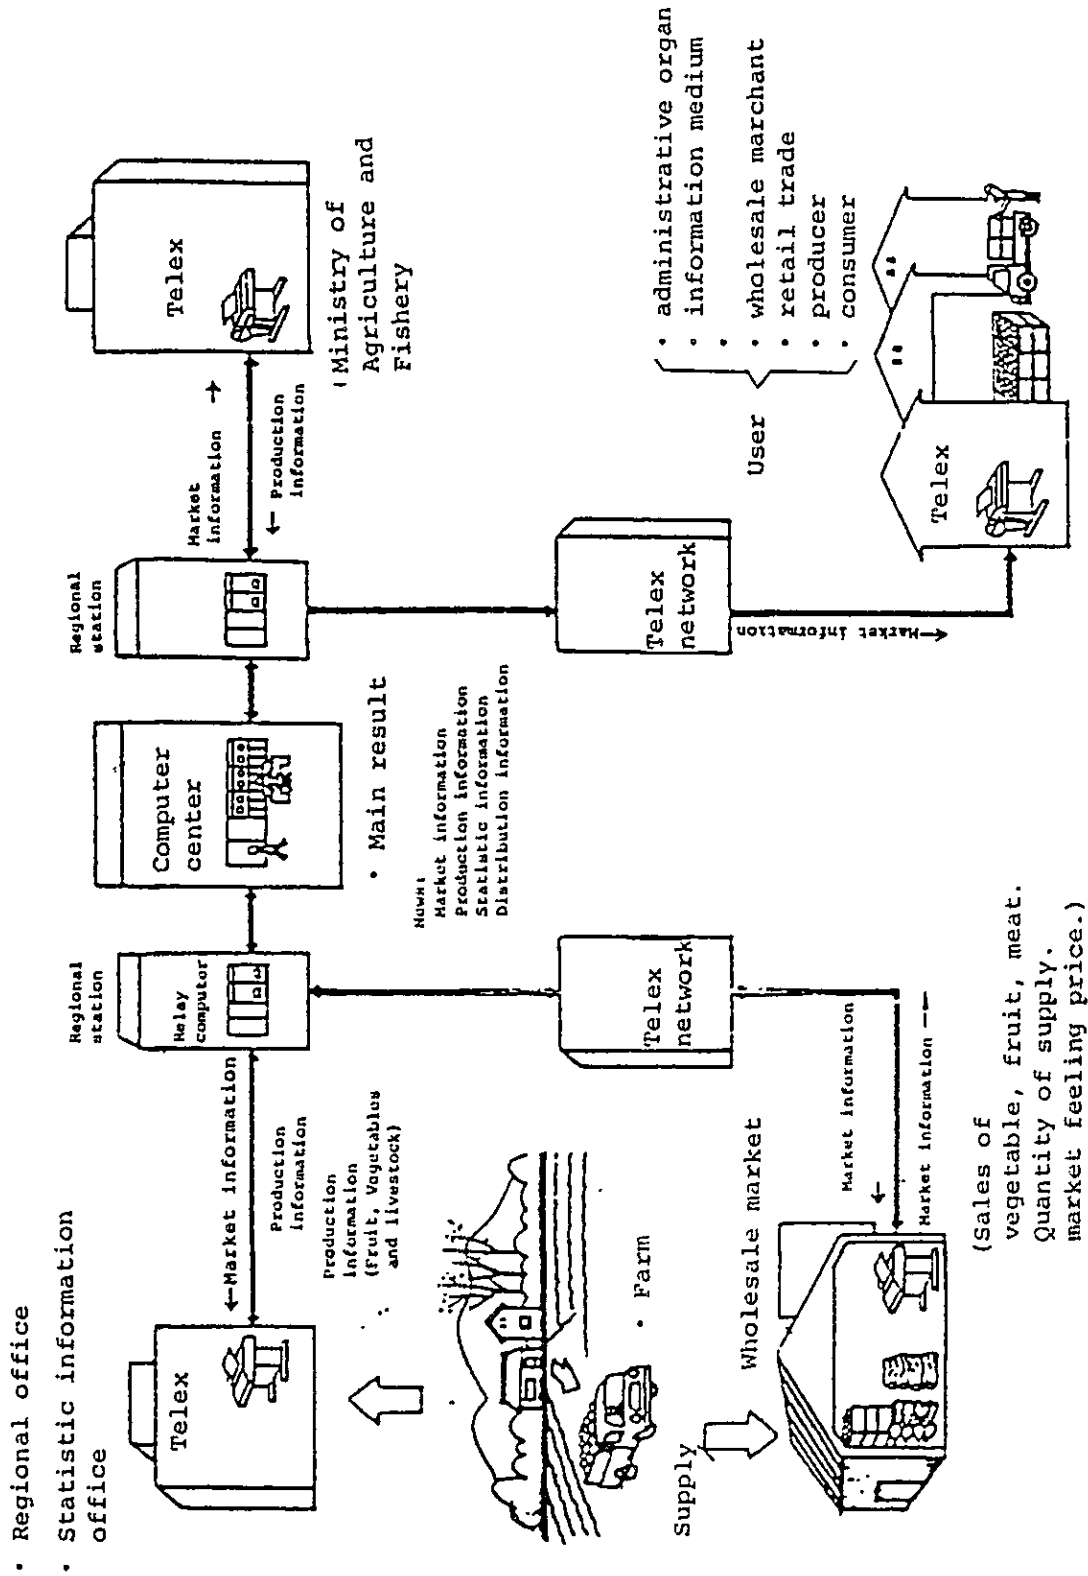 • Regional office
• Statistic information
office
Telex
←Market information
Production
information
Production
information
(Fruit, Vegetables
and livestock)
Regional
station
Relay
computer
Computer
center
• Main result
Market information
Production information
Statistic information
Distribution information
Regional
station
Market
information →
← Production
information
Telex
(Ministry of
Agriculture and
Fishery
• Farm
Supply
Wholesale market
Telex
network
Market information
←
Market information →
(Sales of
vegetable, fruit, meat.
Quantity of supply.
market feeling price.)
Telex
network
←Market information
User
• administrative organ
• information medium
•
• wholesale marchant
• retail trade
• producer
• consumer
Telex